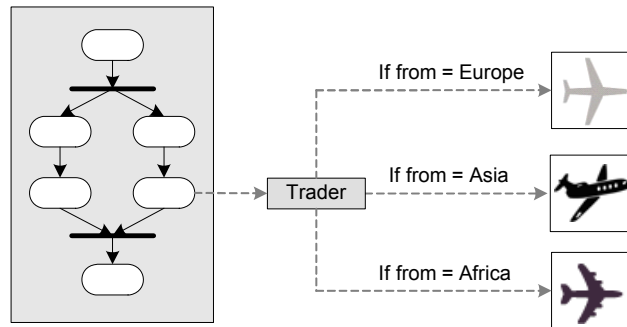 If from = Europe
Trader
If from = Asia
If from = Africa